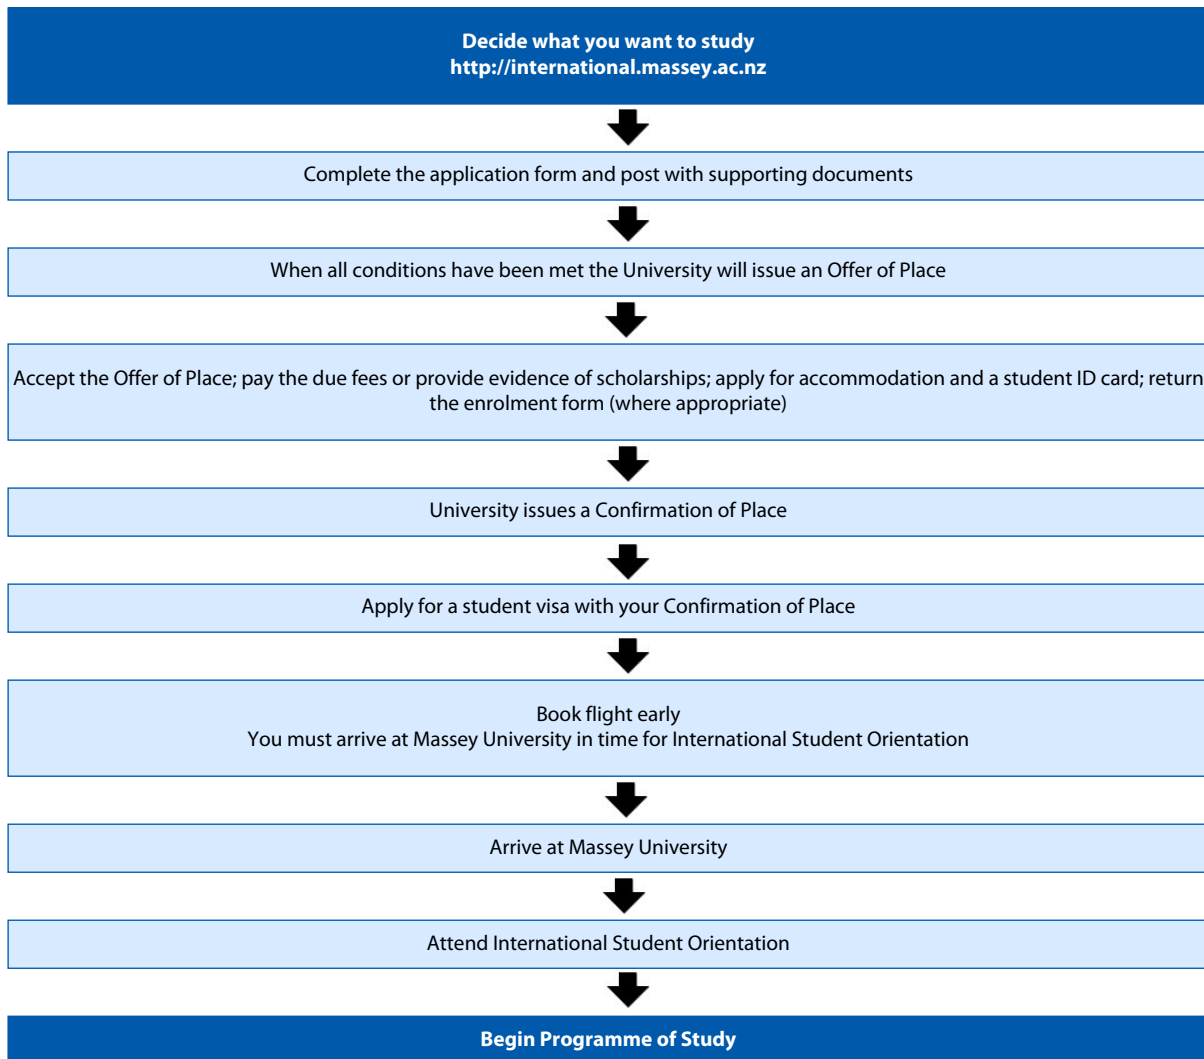 Decide what you want to study
http://international.massey.ac.nz
Complete the application form and post with supporting documents
When all conditions have been met the University will issue an Offer of Place
Accept the Offer of Place; pay the due fees or provide evidence of scholarships; apply for accommodation and a student ID card; return
the enrolment form (where appropriate)
University issues a Confirmation of Place
Apply for a student visa with your Confirmation of Place
Book flight early
You must arrive at Massey University in time for International Student Orientation
Arrive at Massey University
Attend International Student Orientation
Begin Programme of Study